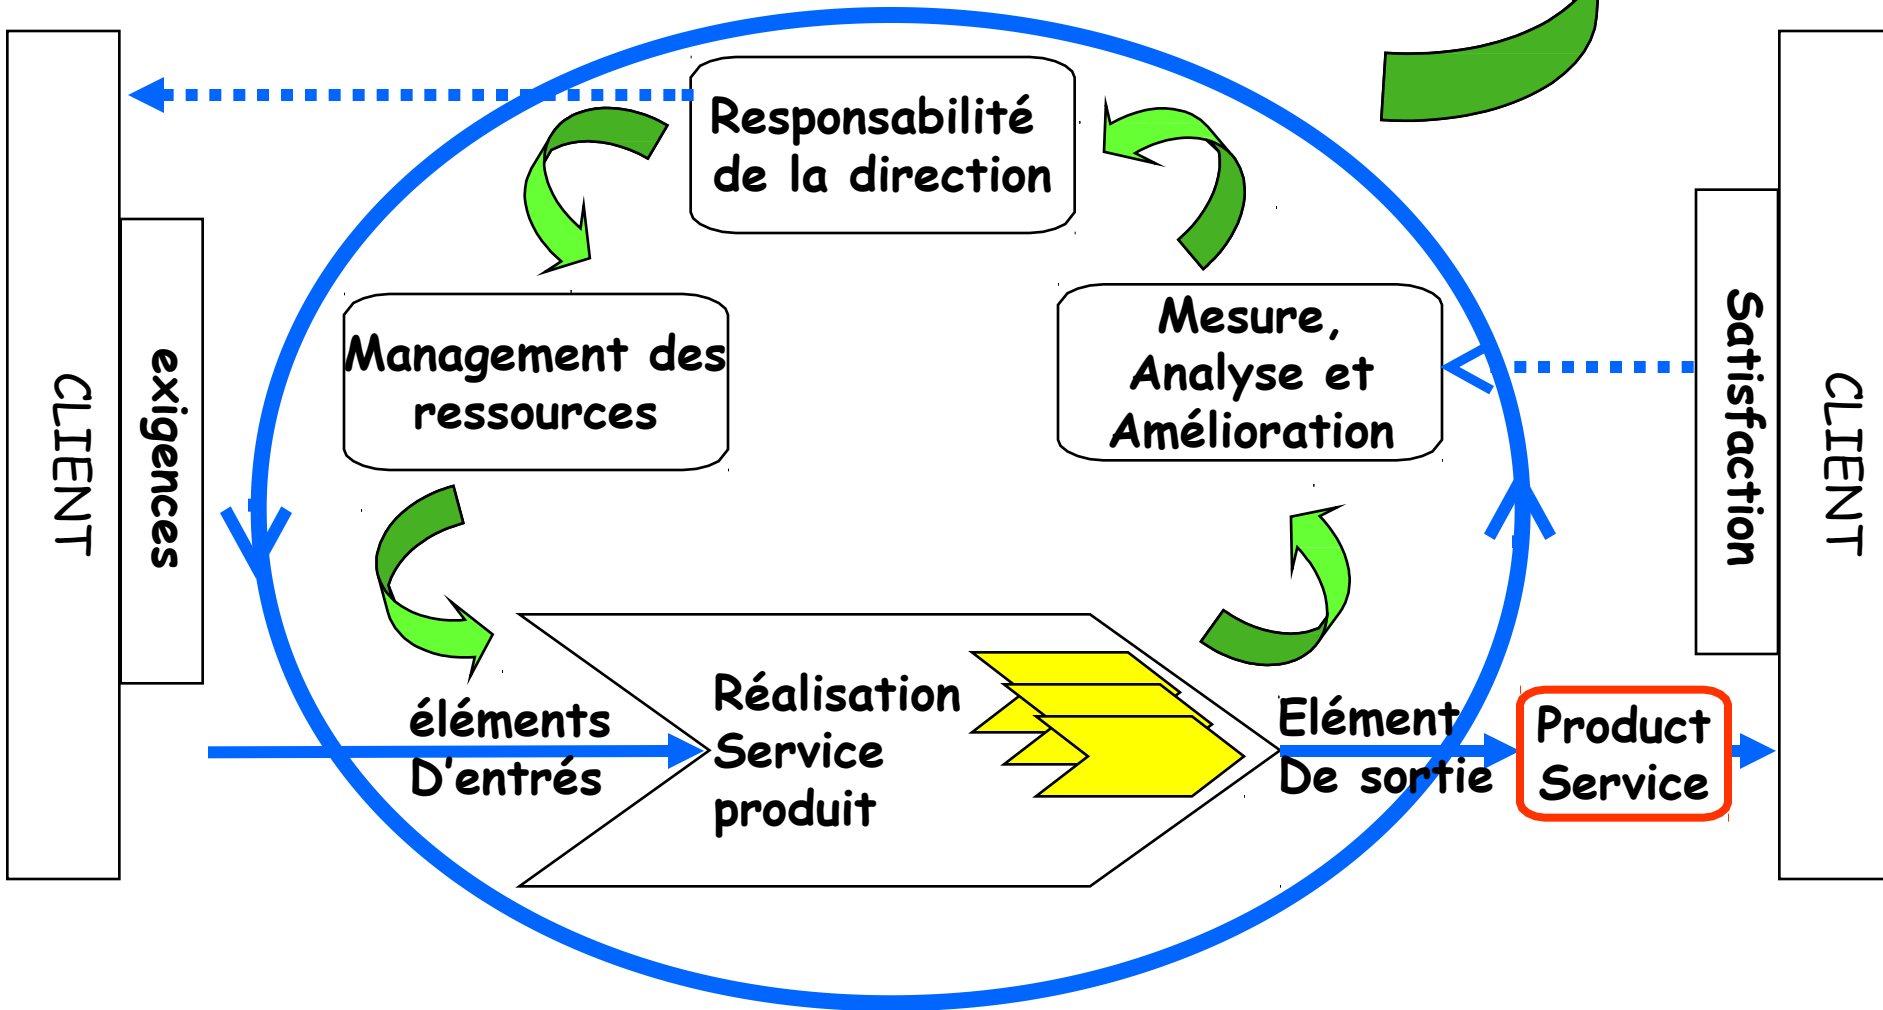 Responsabilité
de la direction
Management des
ressources
Mesure,
Analyse et
Amélioration
CLIENT
exigences
Satisfaction
CLIENT
éléments
D'entrés
Réalisation
Service
produit
Elément
De sortie
Product
Service